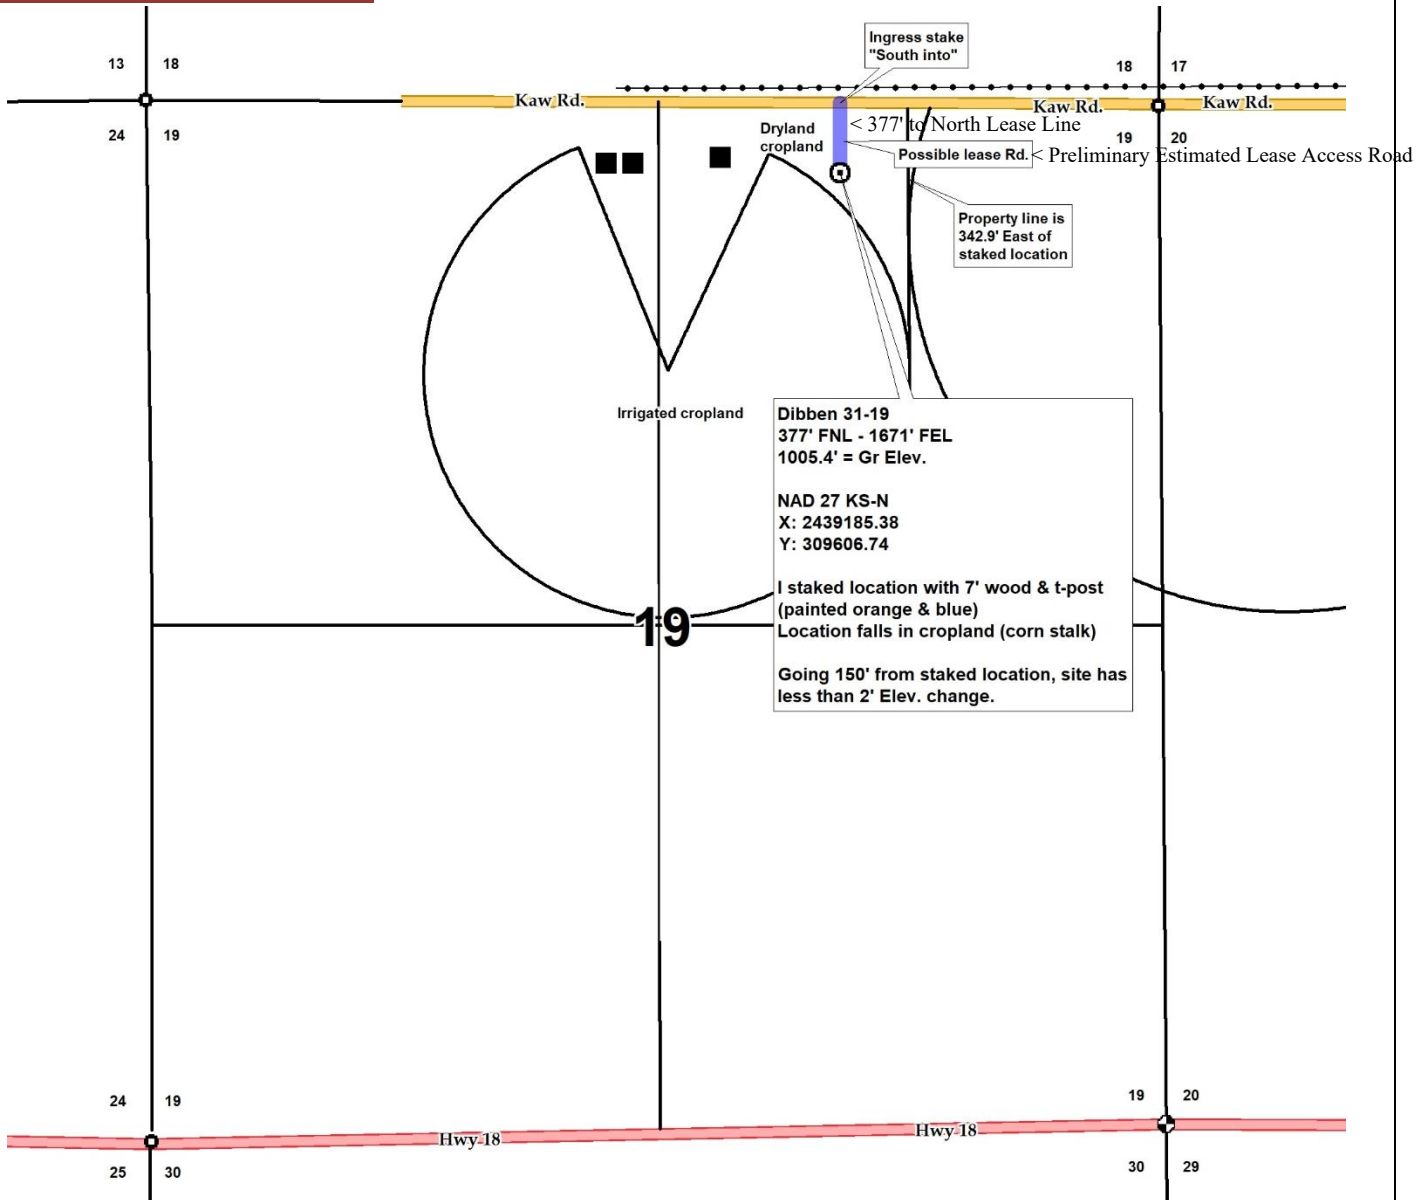 Ingress stake
"South into"
13 18
18 17
Kaw Rd.
Kaw Rd.
Kaw Rd.
24 19
Dryland
cropland
< 377' to North Lease Line
19 20
Possible lease Rd.
< Preliminary Estimated Lease Access Road
Property line is
342.9' East of
staked location
Irrigated cropland
Dibben 31-19
377' FNL - 1671' FEL
1005.4' = Gr Elev.
NAD 27 KS-N
X: 2439185.38
Y: 309606.74
I staked location with 7' wood & t-post
(painted orange & blue)
Location falls in cropland (corn stalk)
Going 150' from staked location, site has
less than 2' Elev. change.
19
24 19
19 20
Hwy 18
Hwy 18
25 30
30 29